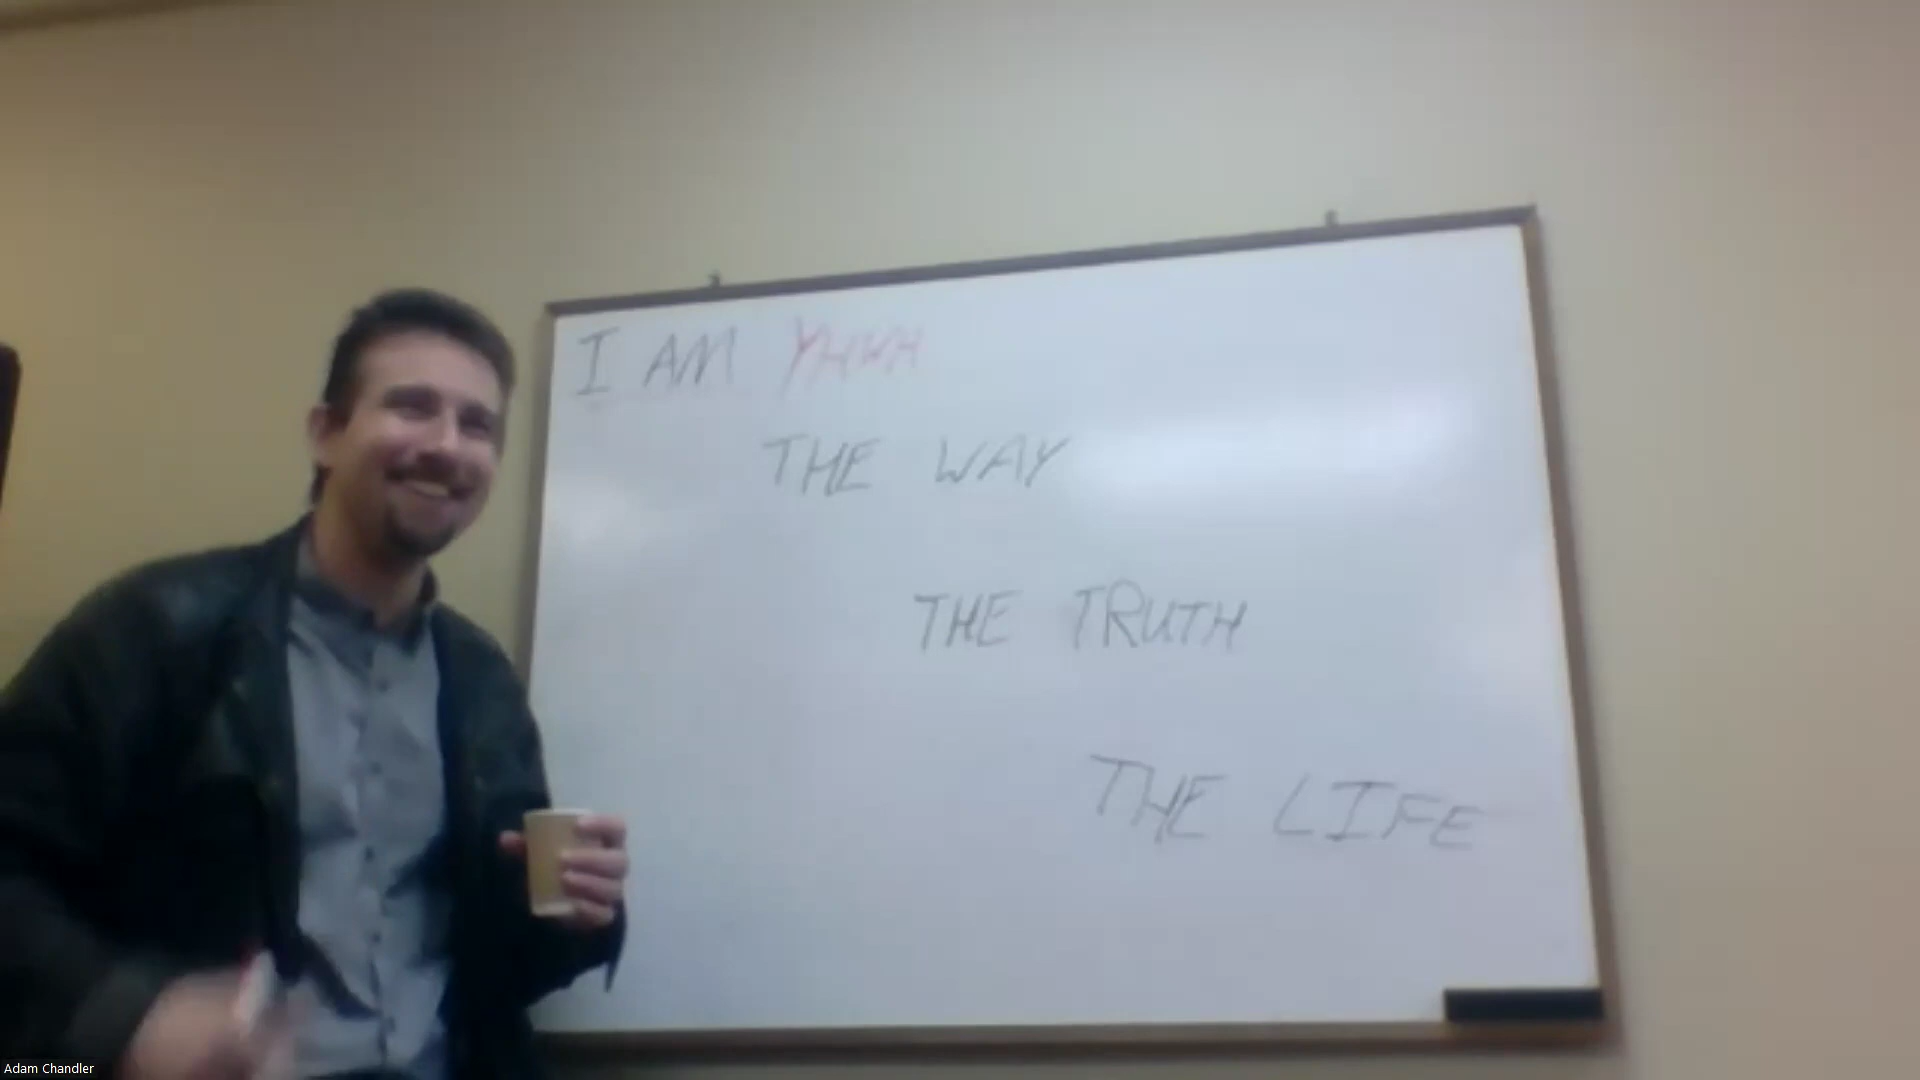 I AM YHWH
THE WAY
THE TRUTH
THE LIFE
Adam Chandler